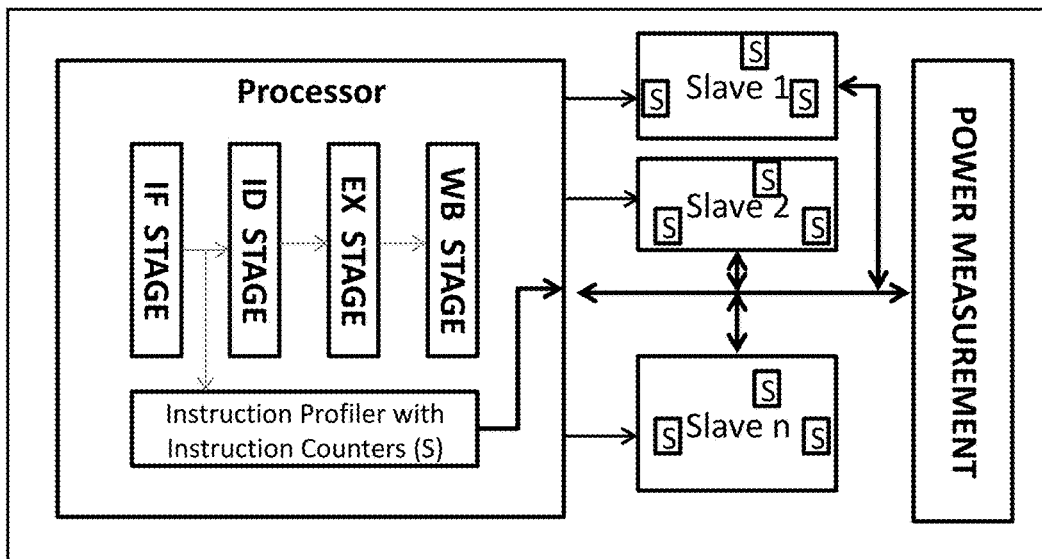 Processor
IF STAGE
ID STAGE
EX STAGE
WB STAGE
Instruction Profiler with
Instruction Counters (S)
S
S
Slave 1
S
S
S
Slave 2
S
S
S
Slave n
S
POWER MEASUREMENT